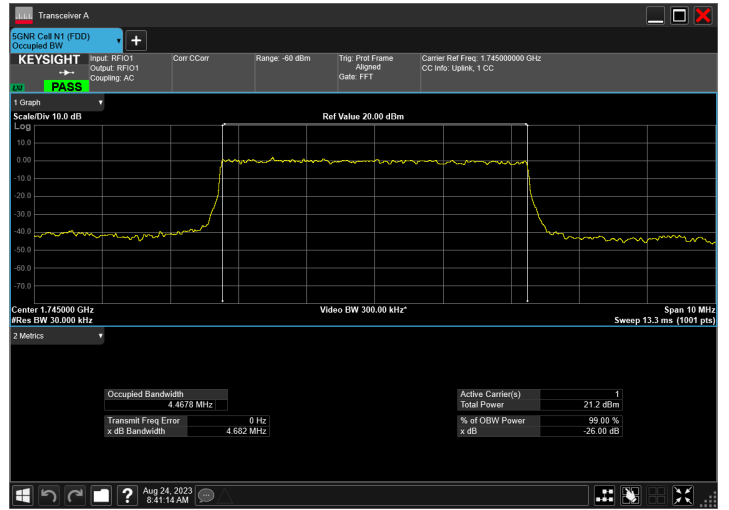 Transceiver A
5GNR Cell N1 (FDD)
Occupied BW
+
KEYSIGHT
LXI
PASS
Input: RFIO1
Output: RFIO1
Coupling: AC
Corr CCorr
Range: -60 dBm
Trig: Prot Frame
Aligned
Gate: FFT
Carrier Ref Freq: 1.745000000 GHz
CC Info: Uplink, 1 CC
1 Graph
Scale/Div 10.0 dB
Ref Value 20.00 dBm
Log
10.0
0.00
-10.0
-20.0
-30.0
-40.0
-50.0
-60.0
-70.0
Center 1.745000 GHz
Video BW 300.00 kHz*
Span 10 MHz
#Res BW 30.000 kHz
Sweep 13.3 ms (1001 pts)
2 Metrics
Occupied Bandwidth
4.4678 MHz
Transmit Freq Error 0 Hz
x dB Bandwidth 4.682 MHz
Active Carrier(s) 1
Total Power 21.2 dBm
% of OBW Power 99.00 %
x dB -26.00 dB
?
Aug 24, 2023
8:41:14 AM